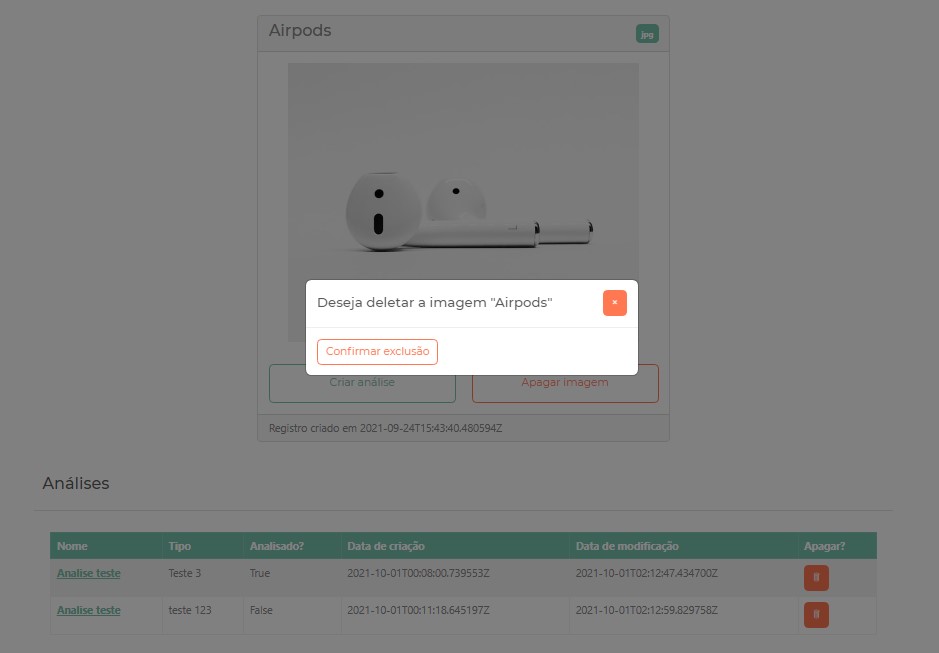 Airpods
jpg
Deseja deletar a imagem "Airpods"
×
Confirmar exclusão
Criar análise
Apagar imagem
Registro criado em 2021-09-24T15:43:40.480594Z
Análises
Nome Tipo Analisado? Data de criação Data de modificação Apagar?
Analise teste Teste 3 True 2021-10-01T00:08:00.739553Z 2021-10-01T02:12:47.434700Z
Analise teste teste 123 False 2021-10-01T00:11:18.645197Z 2021-10-01T02:12:59.829758Z